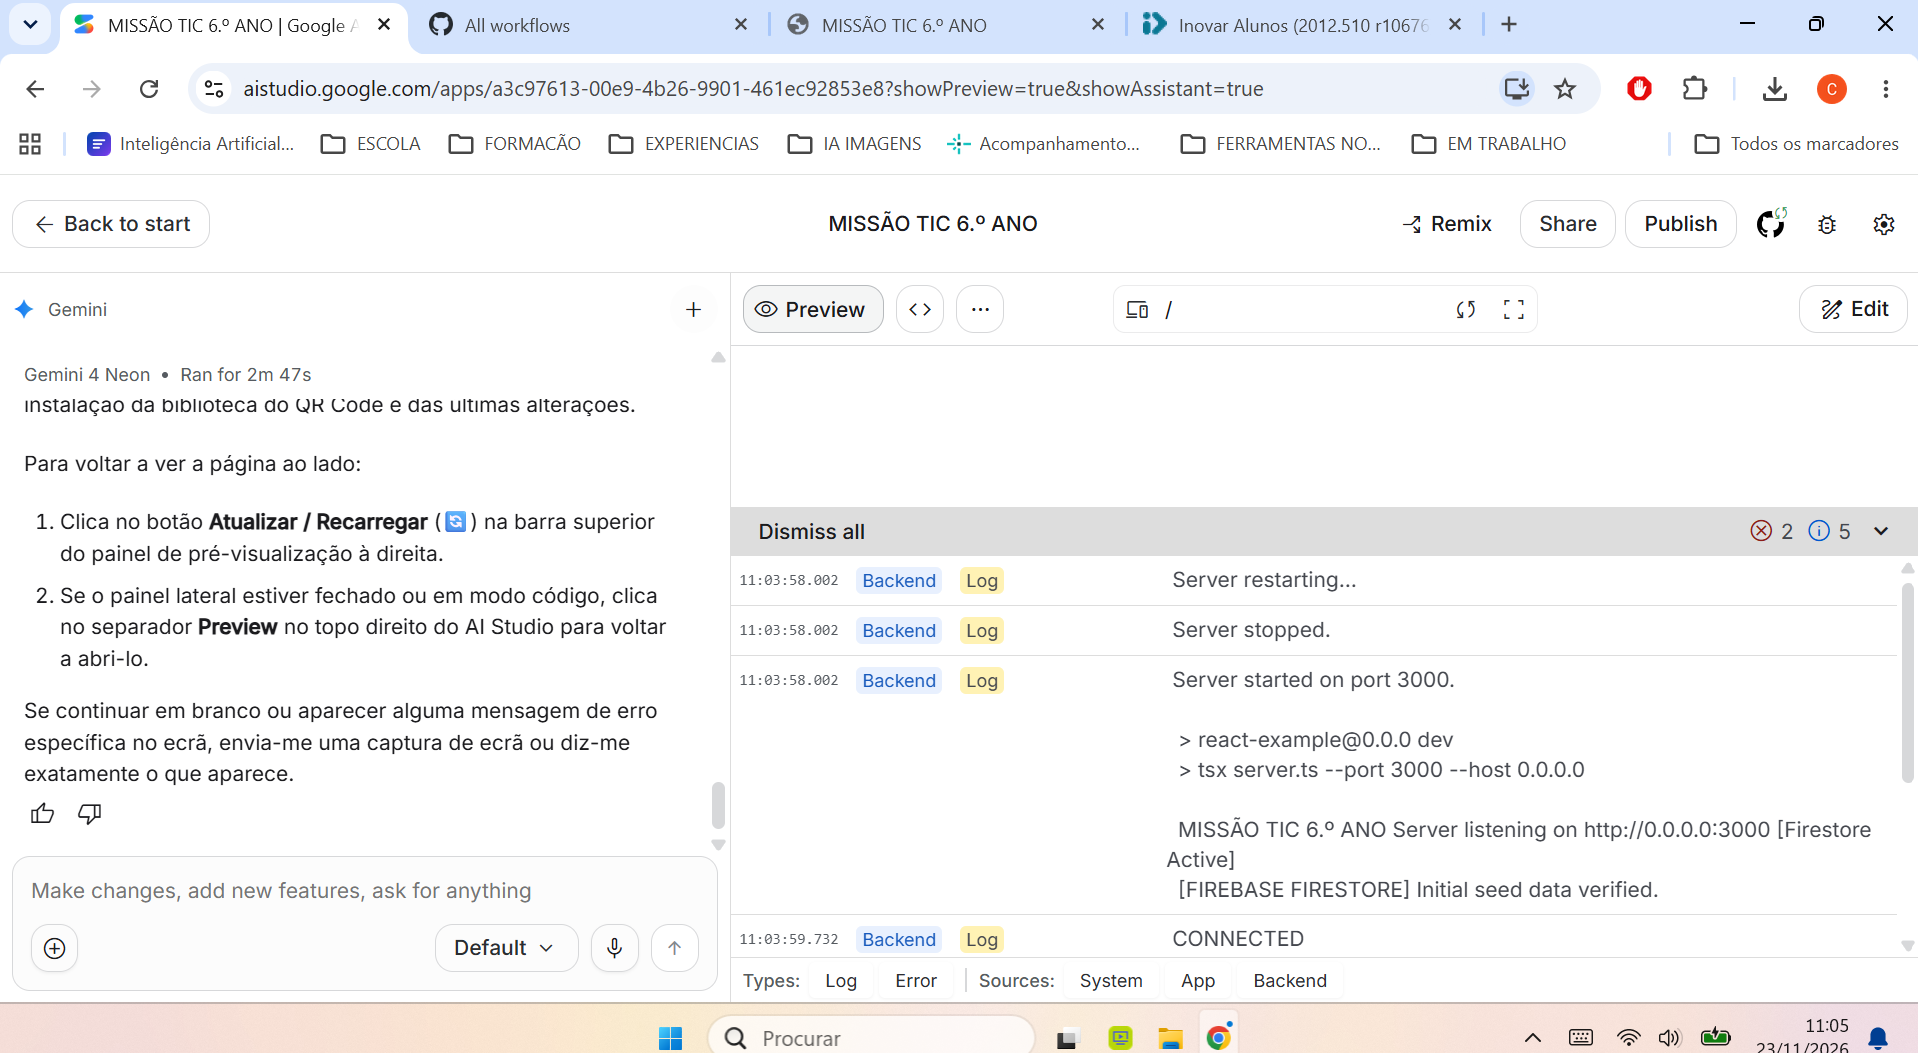 MISSÃO TIC 6.º ANO | Google A
All workflows
MISSÃO TIC 6.º ANO
Inovar Alunos (2012.510 r10676
aistudio.google.com/apps/a3c97613-00e9-4b26-9901-461ec92853e8?showPreview=true&showAssistant=true
C
Inteligência Artificial...
ESCOLA
FORMACÃO
EXPERIENCIAS
IA IMAGENS
Acompanhamento...
FERRAMENTAS NO...
EM TRABALHO
Todos os marcadores
Back to start
MISSÃO TIC 6.º ANO
Remix
Share
Publish
Gemini
Preview
/
Edit
Gemini 4 Neon • Ran for 2m 47s
instalação da biblioteca do QR Code e das últimas alterações.
Para voltar a ver a página ao lado:
1. Clica no botão Atualizar / Recarregar (🔄) na barra superior
do painel de pré-visualização à direita.
2. Se o painel lateral estiver fechado ou em modo código, clica
no separador Preview no topo direito do AI Studio para voltar
a abri-lo.
Se continuar em branco ou aparecer alguma mensagem de erro
específica no ecrã, envia-me uma captura de ecrã ou diz-me
exatamente o que aparece.
Make changes, add new features, ask for anything
Default
Dismiss all
2
5
11:03:58.002 Backend Log Server restarting...
11:03:58.002 Backend Log Server stopped.
11:03:58.002 Backend Log Server started on port 3000.
> react-example@0.0.0 dev
> tsx server.ts --port 3000 --host 0.0.0.0
MISSÃO TIC 6.º ANO Server listening on http://0.0.0.0:3000 [Firestore
Active]
[FIREBASE FIRESTORE] Initial seed data verified.
11:03:59.732 Backend Log CONNECTED
Types: Log Error Sources: System App Backend
Procurar
11:05
23/11/2026